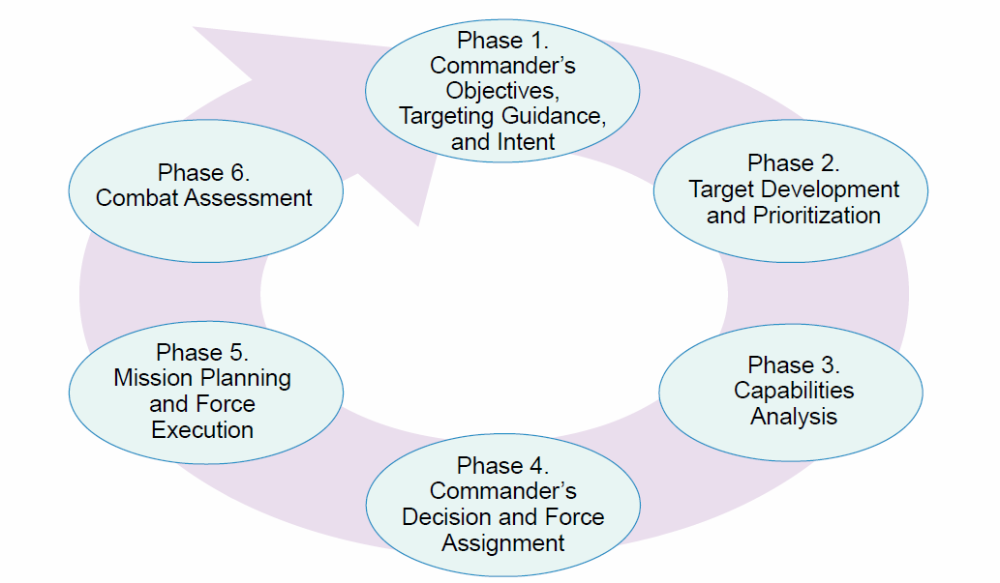 Phase 1.
Commander’s
Objectives,
Targeting Guidance,
and Intent
Phase 2.
Target Development
and Prioritization
Phase 3.
Capabilities
Analysis
Phase 4.
Commander’s
Decision and Force
Assignment
Phase 5.
Mission Planning
and Force
Execution
Phase 6.
Combat Assessment